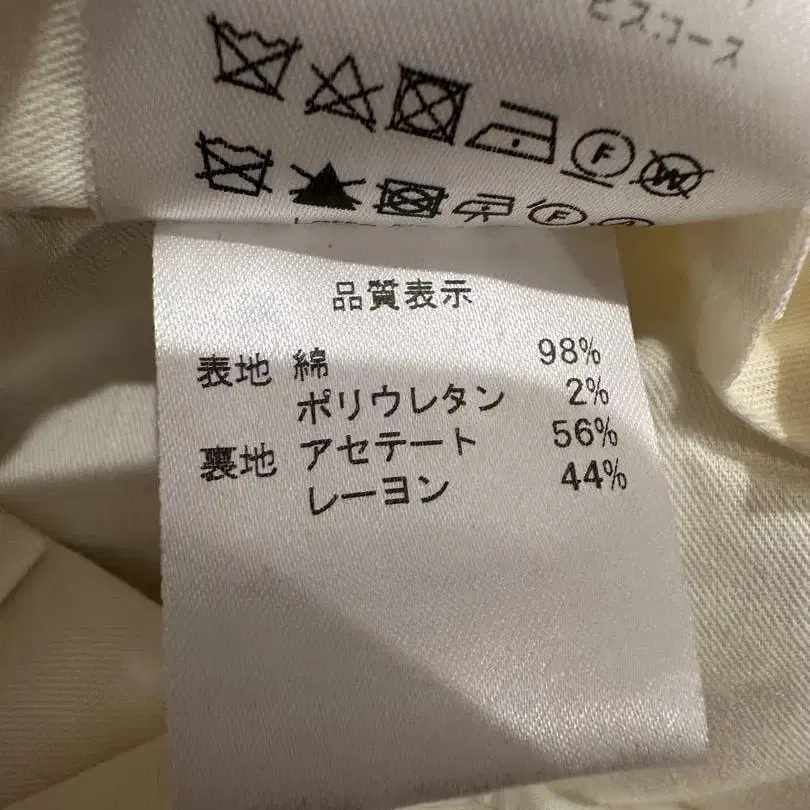 ビスコース
F
W
F
品質表示
表地 綿 98%
ポリウレタン 2%
裏地 アセテート 56%
レーヨン 44%